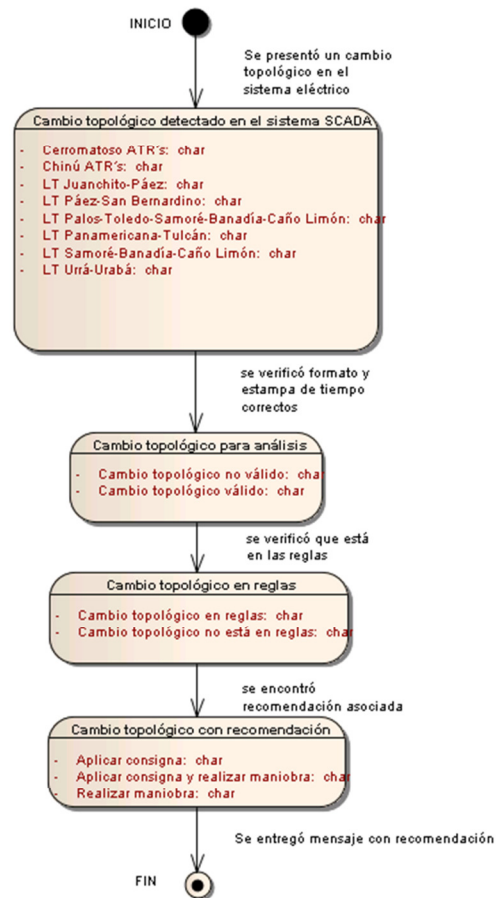 INICIO
Se presentó un cambio
topológico en el
sistema eléctrico
Cambio topológico detectado en el sistema SCADA
- Cerromatoso ATR's: char
- Chinú ATR's: char
- LT Juanchito-Páez: char
- LT Páez-San Bernardino: char
- LT Palos-Toledo-Samoré-Banadía-Caño Limón: char
- LT Panamericana-Tulcán: char
- LT Samoré-Banadía-Caño Limón: char
- LT Urrá-Urabá: char
se verificó formato y
estampa de tiempo
correctos
Cambio topológico para análisis
- Cambio topológico no válido: char
- Cambio topológico válido: char
se verificó que está
en las reglas
Cambio topológico en reglas
- Cambio topológico en reglas: char
- Cambio topológico no está en reglas: char
se encontró
recomendación asociada
Cambio topológico con recomendación
- Aplicar consigna: char
- Aplicar consigna y realizar maniobra: char
- Realizar maniobra: char
Se entregó mensaje con recomendación
FIN